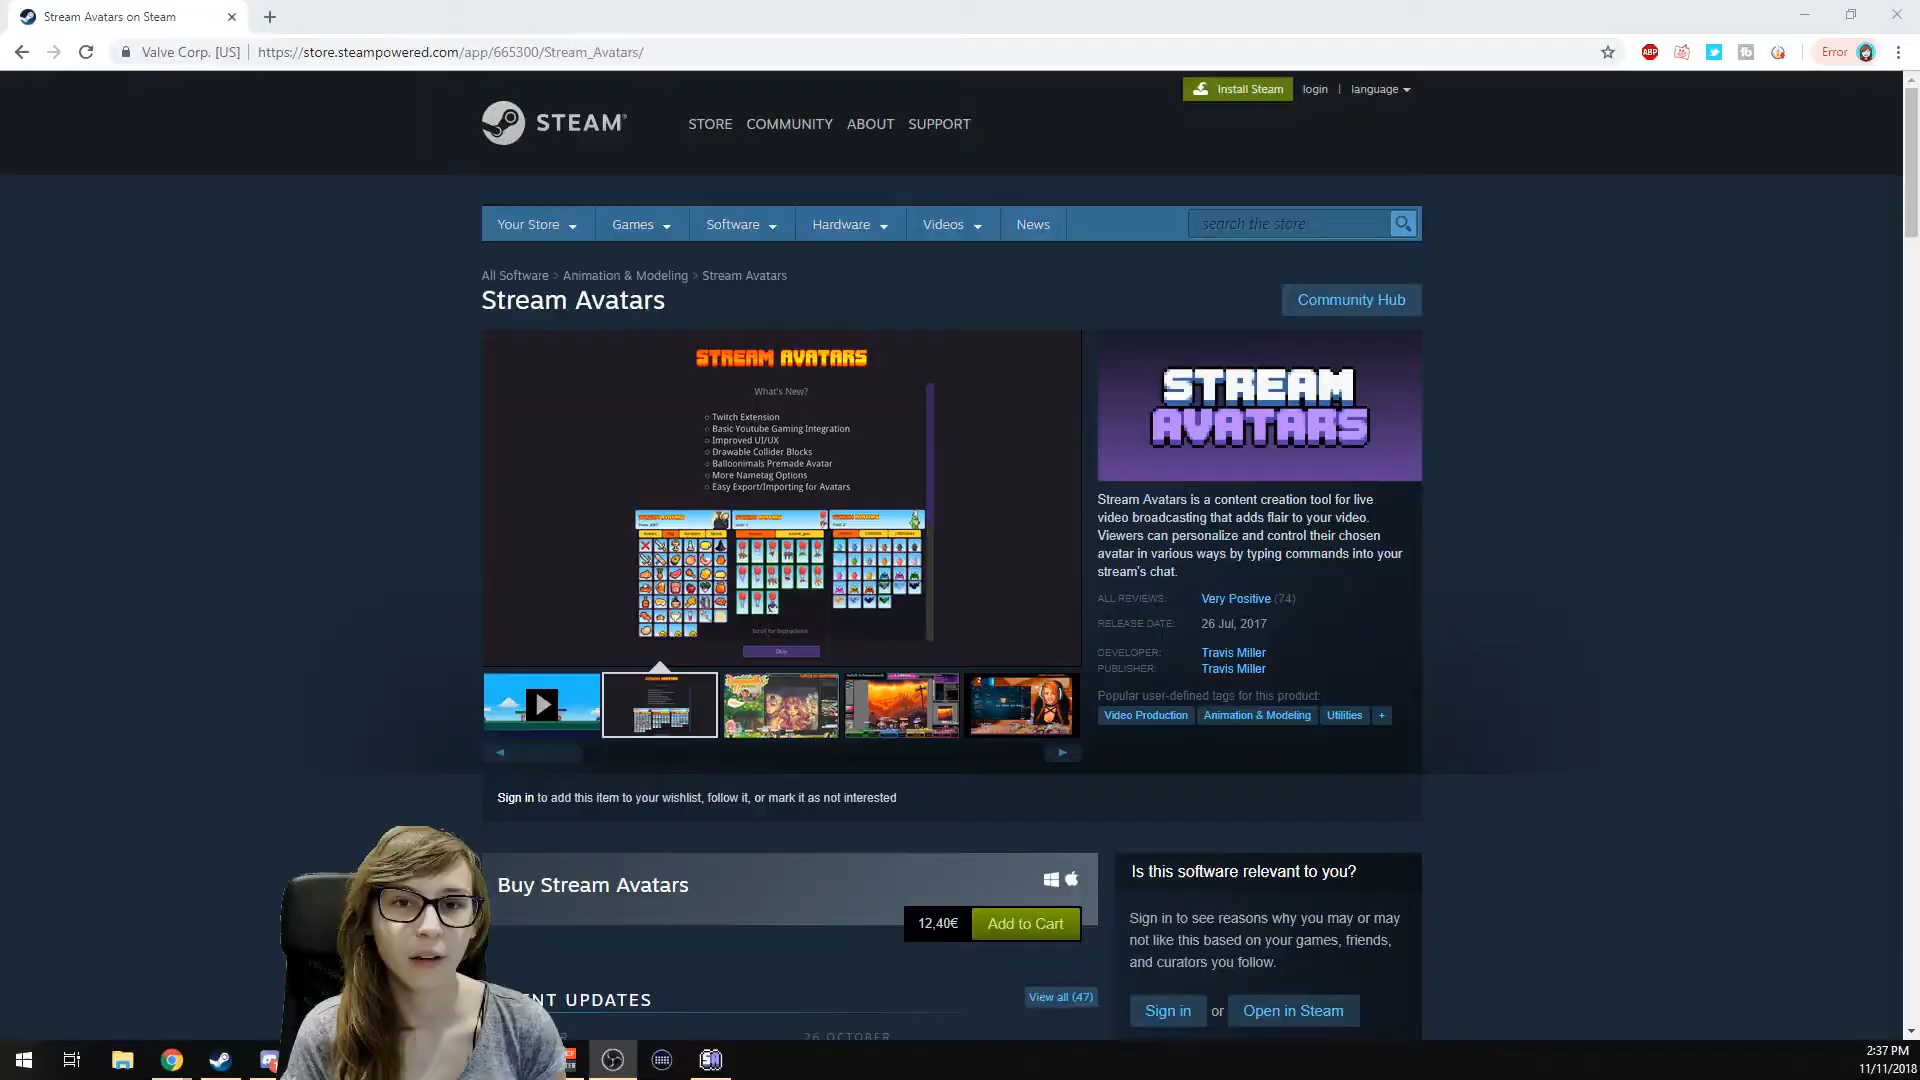 Stream Avatars on Steam
Valve Corp. [US]
https://store.steampowered.com/app/665300/Stream_Avatars/
ABP
Error
Install Steam
login
language
STEAM
STORE
COMMUNITY
ABOUT
SUPPORT
Your Store
Games
Software
Hardware
Videos
News
search the store
All Software > Animation & Modeling > Stream Avatars
Stream Avatars
Community Hub
STREAM AVATARS
What's New?
Twitch Extension
Basic Youtube Gaming Integration
Improved UI/UX
Drawable Collider Blocks
Balloonimals Premade Avatar
More Nametag Options
Easy Export/Importing for Avatars
Scroll for Instructions
Okay
STREAM
AVATARS
Stream Avatars is a content creation tool for live
video broadcasting that adds flair to your video.
Viewers can personalize and control their chosen
avatar in various ways by typing commands into your
stream's chat.
ALL REVIEWS:
Very Positive (74)
RELEASE DATE:
26 Jul, 2017
DEVELOPER:
Travis Miller
PUBLISHER:
Travis Miller
Popular user-defined tags for this product:
Video Production
Animation & Modeling
Utilities
+
Sign in to add this item to your wishlist, follow it, or mark it as not interested
Buy Stream Avatars
12,40€
Add to Cart
Is this software relevant to you?
Sign in to see reasons why you may or may
not like this based on your games, friends,
and curators you follow.
Sign in
or
Open in Steam
ENT UPDATES
View all (47)
26 OCTOBER
SA
2:37 PM
11/11/2018